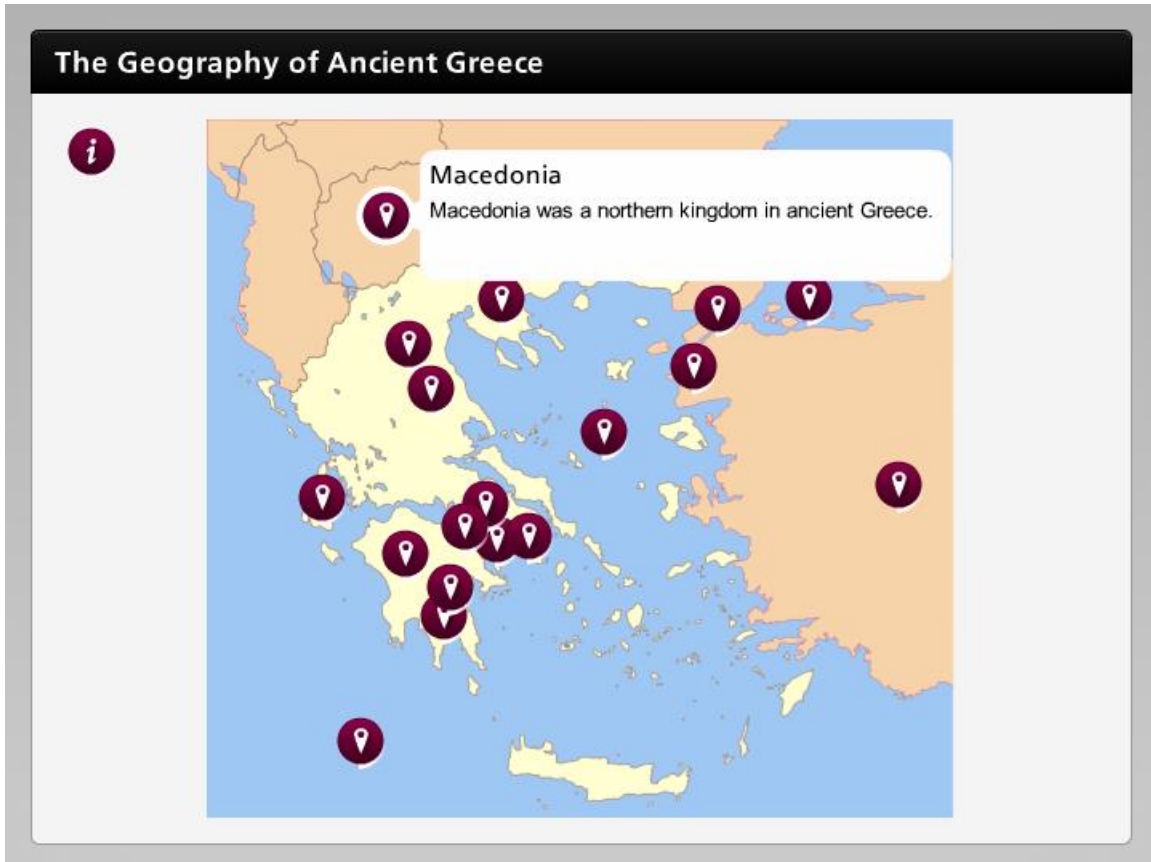 The Geography of Ancient Greece
i
Macedonia
Macedonia was a northern kingdom in ancient Greece.